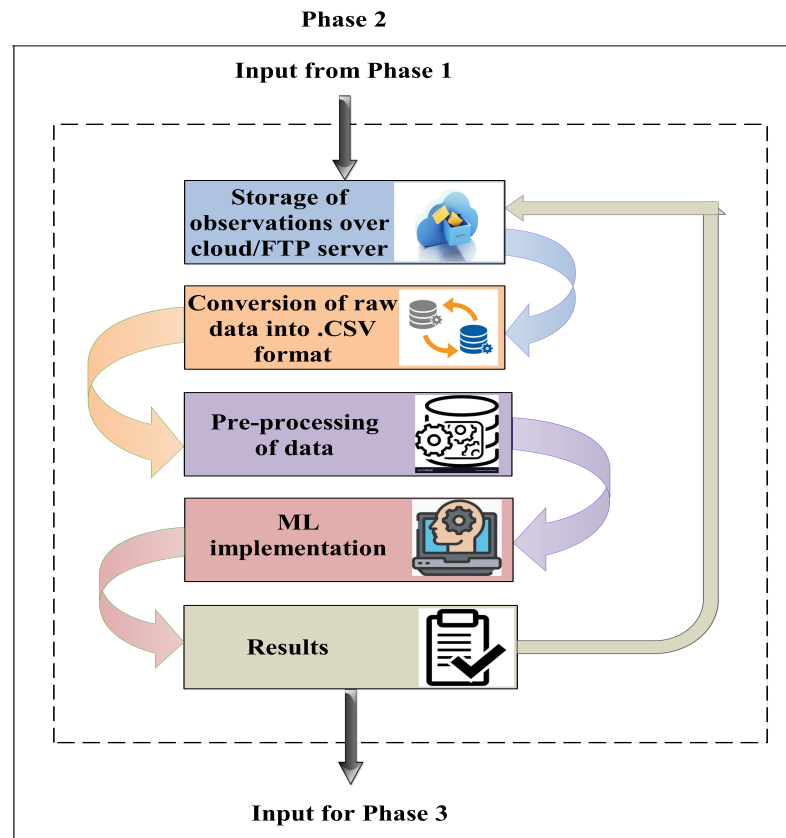 Phase 2
Input from Phase 1
Storage of
observations over
cloud/FTP server
Conversion of raw
data into .CSV
format
Pre-processing
of data
ML
implementation
Results
Input for Phase 3